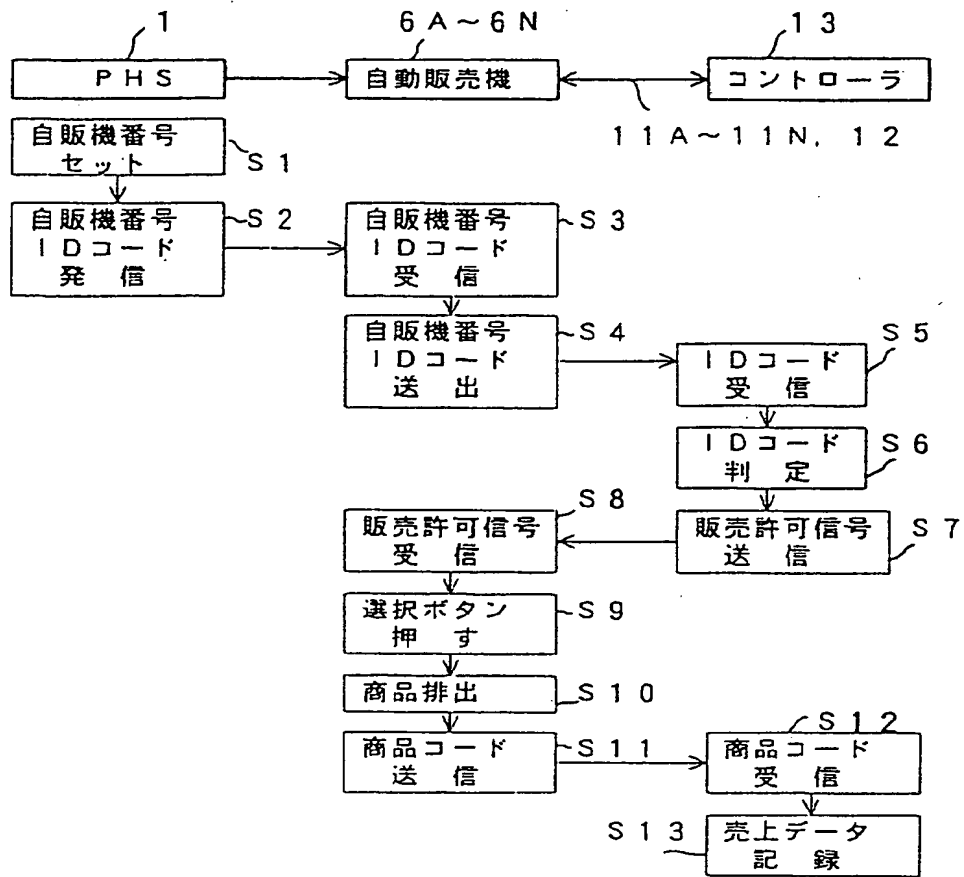 1
6A~6N
13
PHS
自動販売機
コントローラ
11A~11N, 12
自販機番号
セット
S1
自販機番号
IDコード
発 信
S2
自販機番号
IDコード
受 信
S3
自販機番号
IDコード
送 出
S4
IDコード
受 信
S5
IDコード
判 定
S6
販売許可信号
送 信
S7
販売許可信号
受 信
S8
選択ボタン
押 す
S9
商品排出
S10
商品コード
送 信
S11
商品コード
受 信
S12
売上データ
記 録
S13